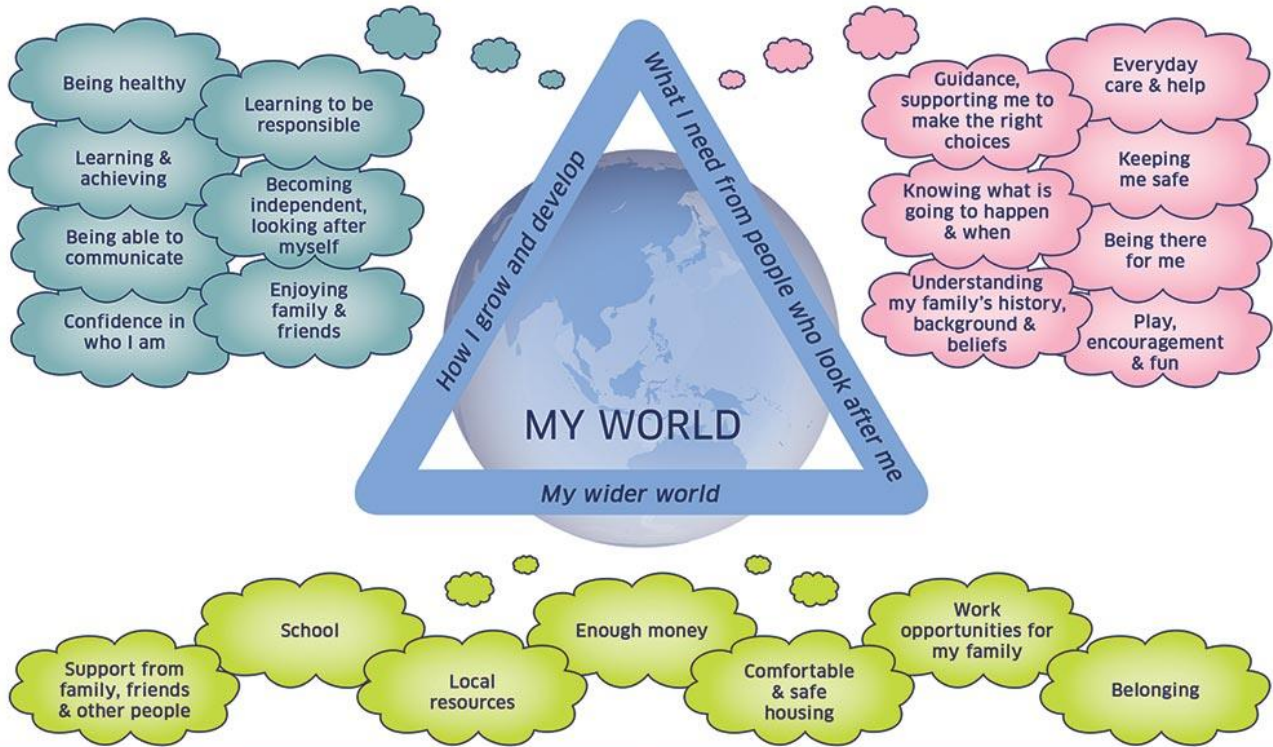 Being healthy
Learning &
achieving
Being able to
communicate
Confidence in
who I am
Learning to be
responsible
Becoming
independent,
looking after
myself
Enjoying
family &
friends
How I grow and develop
What I need from people who look after me
MY WORLD
My wider world
Guidance,
supporting me to
make the right
choices
Knowing what is
going to happen
& when
Understanding
my family's history,
background &
beliefs
Everyday
care & help
Keeping
me safe
Being there
for me
Play,
encouragement
& fun
Support from
family, friends
& other people
School
Local
resources
Enough money
Comfortable
& safe
housing
Work
opportunities for
my family
Belonging